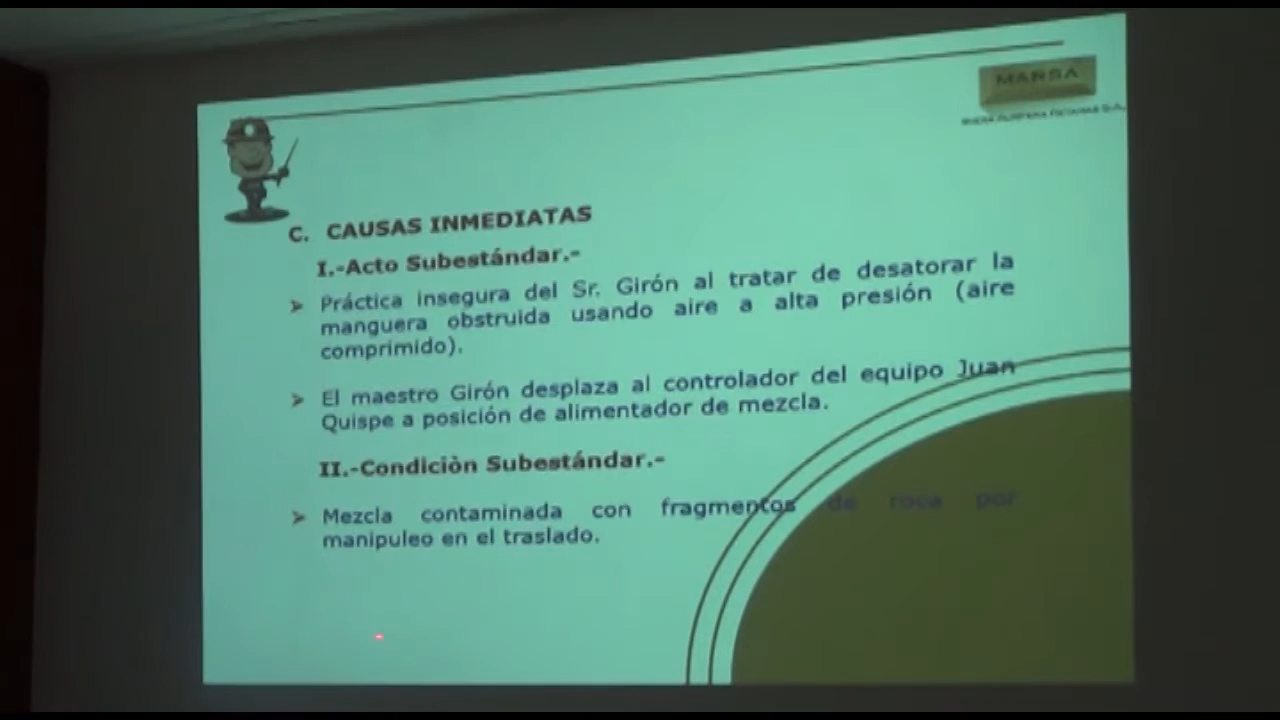 MARSA
C. CAUSAS INMEDIATAS
I.-Acto Subestándar.-
➢ Práctica insegura del Sr. Girón al tratar de desatorar la
manguera obstruida usando aire a alta presión (aire
comprimido).
➢ El maestro Girón desplaza al controlador del equipo Juan
Quispe a posición de alimentador de mezcla.
II.-Condiciòn Subestándar.-
➢ Mezcla contaminada con fragmentos de roca por
manipuleo en el traslado.